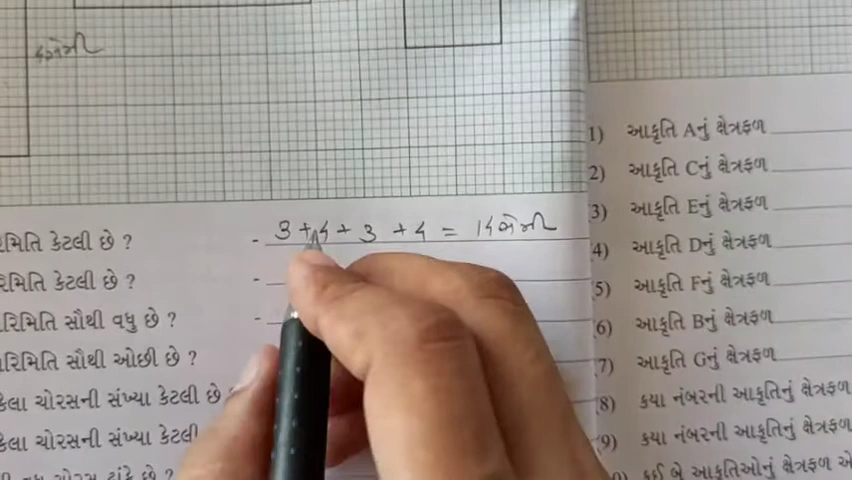 સેમી
રિમિતિ કેટલી છે ? - 3 + 4 + 3 + 4 = 14 સેમી
રિમિતિ કેટલી છે ? -
રિમિતિ સૌથી વધુ છે ? -
રિમિતિ સૌથી ઓછી છે ?
ચોરસની સંખ્યા કેટલી છે
ચોરસની સંખ્યા કેટલી
ચોરસ ઢાંકે છે ?
1) આકૃતિ Aનું ક્ષેત્રફળ
2) આકૃતિ Cનું ક્ષેત્રફળ
3) આકૃતિ Eનું ક્ષેત્રફળ
4) આકૃતિ Dનું ક્ષેત્રફળ
5) આકૃતિ Fનું ક્ષેત્રફળ
6) આકૃતિ Bનું ક્ષેત્રફળ
7) આકૃતિ Gનું ક્ષેત્રફળ
8) કયા નંબરની આકૃતિનું ક્ષેત્રફળ
9) કયા નંબરની આકૃતિનું ક્ષેત્રફળ
કઈ બે આકૃતિઓનું ક્ષેત્રફળ